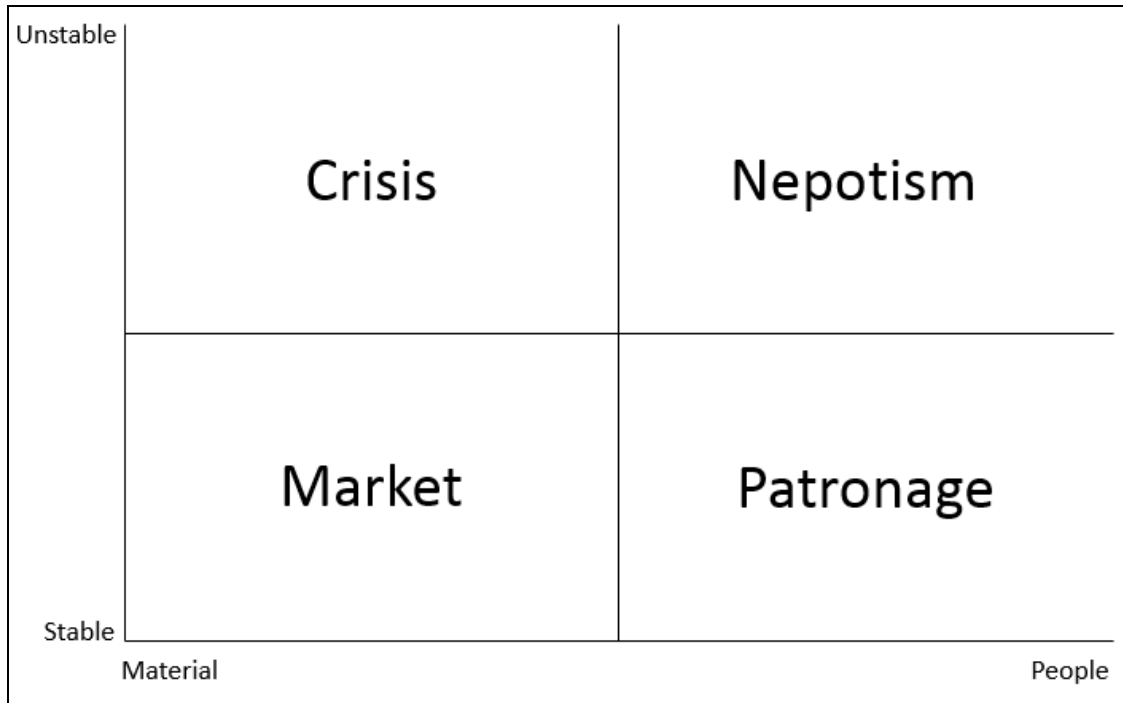 Unstable
Crisis
Nepotism
Market
Patronage
Stable
Material
People